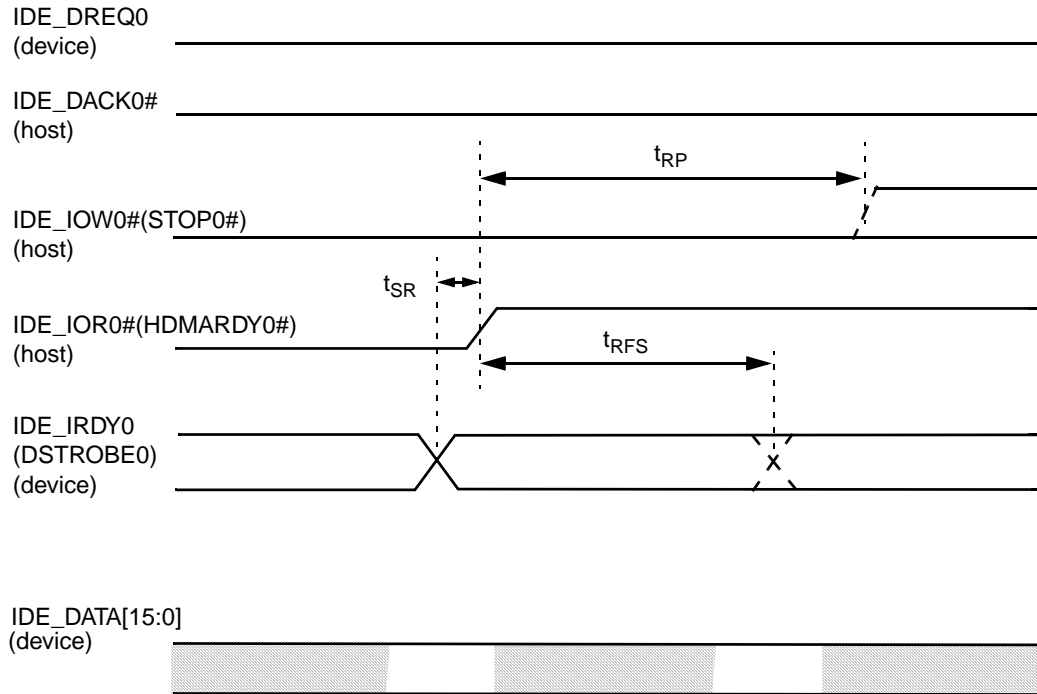 IDE_DREQ0
(device)
IDE_DACK0#
(host)
tRP
IDE_IOW0#(STOP0#)
(host)
tSR
IDE_IOR0#(HDMARDY0#)
(host)
tRFS
IDE_IRDY0
(DSTROBE0)
(device)
IDE_DATA[15:0]
(device)